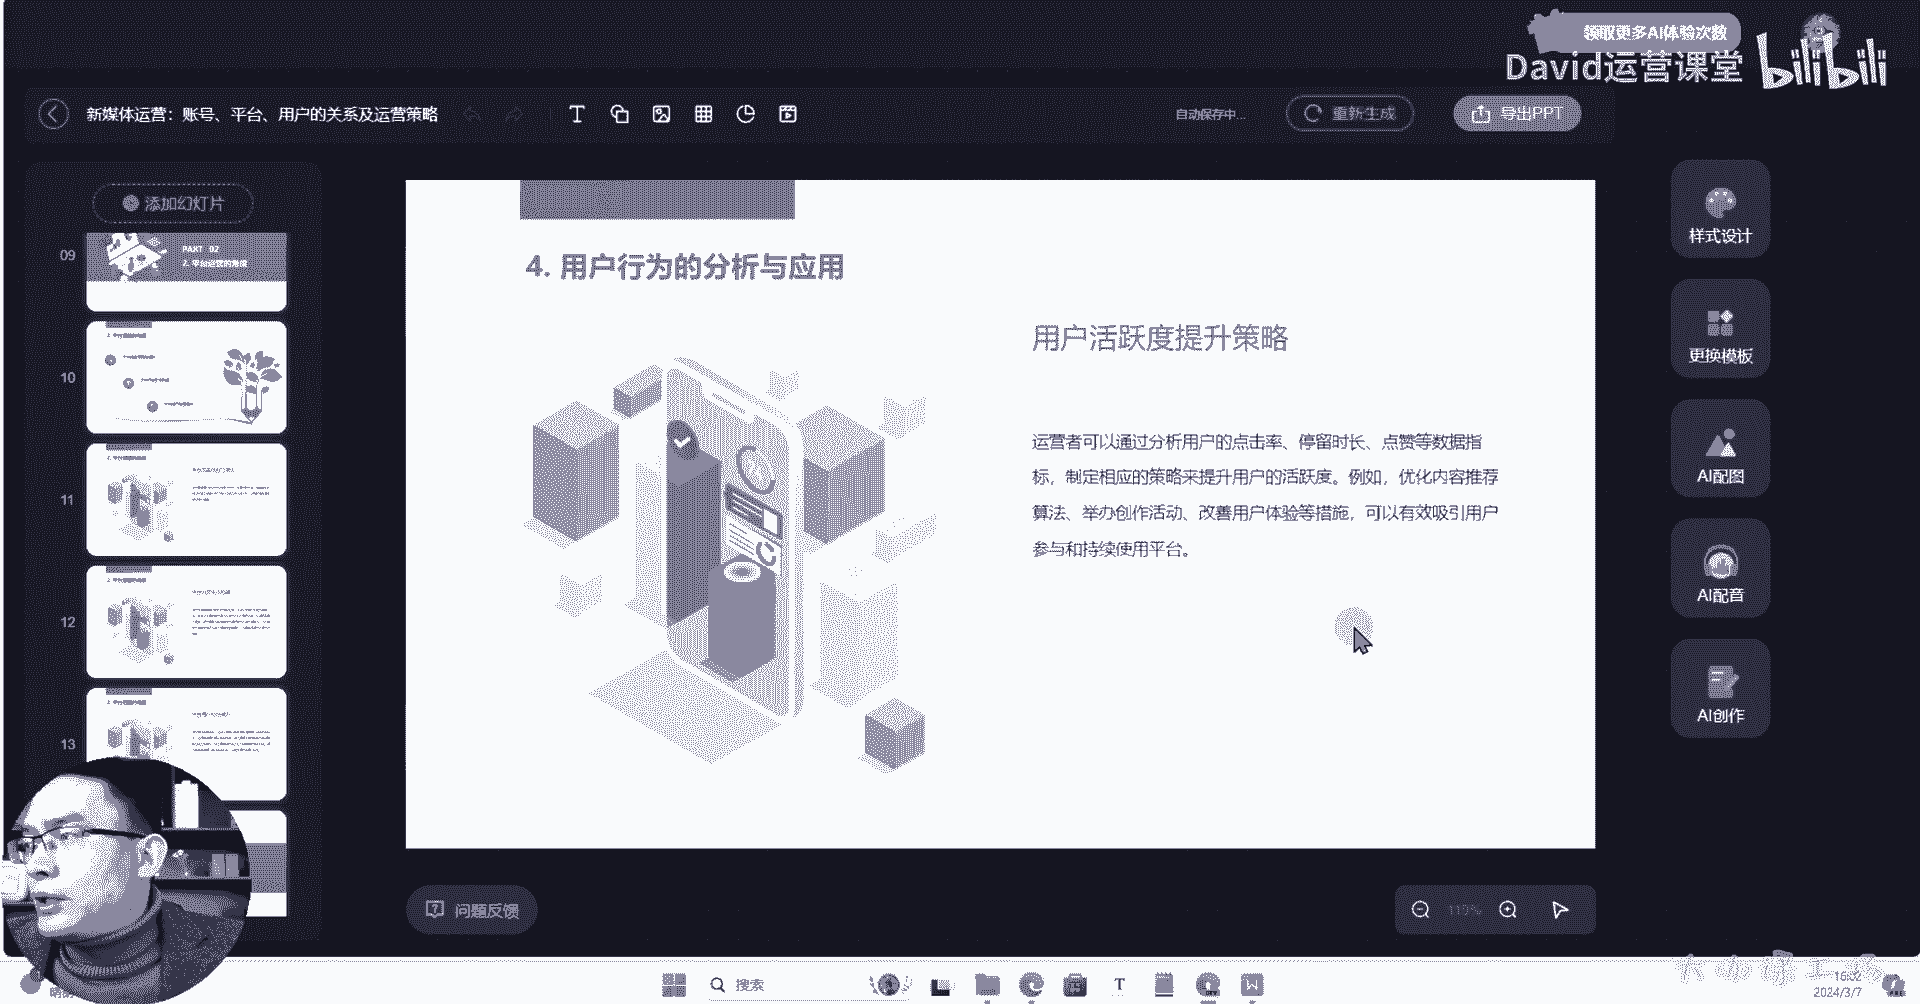 领取更多AI体验次数
David运营课堂
bilibili
新媒体运营：账号、平台、用户的关系及运营策略
自动保存中...
重新生成
导出PPT
添加幻灯片
09
PART 02
2. 平台运营的角度
10
11
12
13
4. 用户行为的分析与应用
用户活跃度提升策略
运营者可以通过分析用户的点击率、停留时长、点赞等数据指
标，制定相应的策略来提升用户的活跃度。例如，优化内容推荐
算法、举办创作活动、改善用户体验等措施，可以有效吸引用户
参与和持续使用平台。
样式设计
更换模板
AI配图
AI配音
AI创作
问题反馈
110%
搜索
16:02
2024/3/7